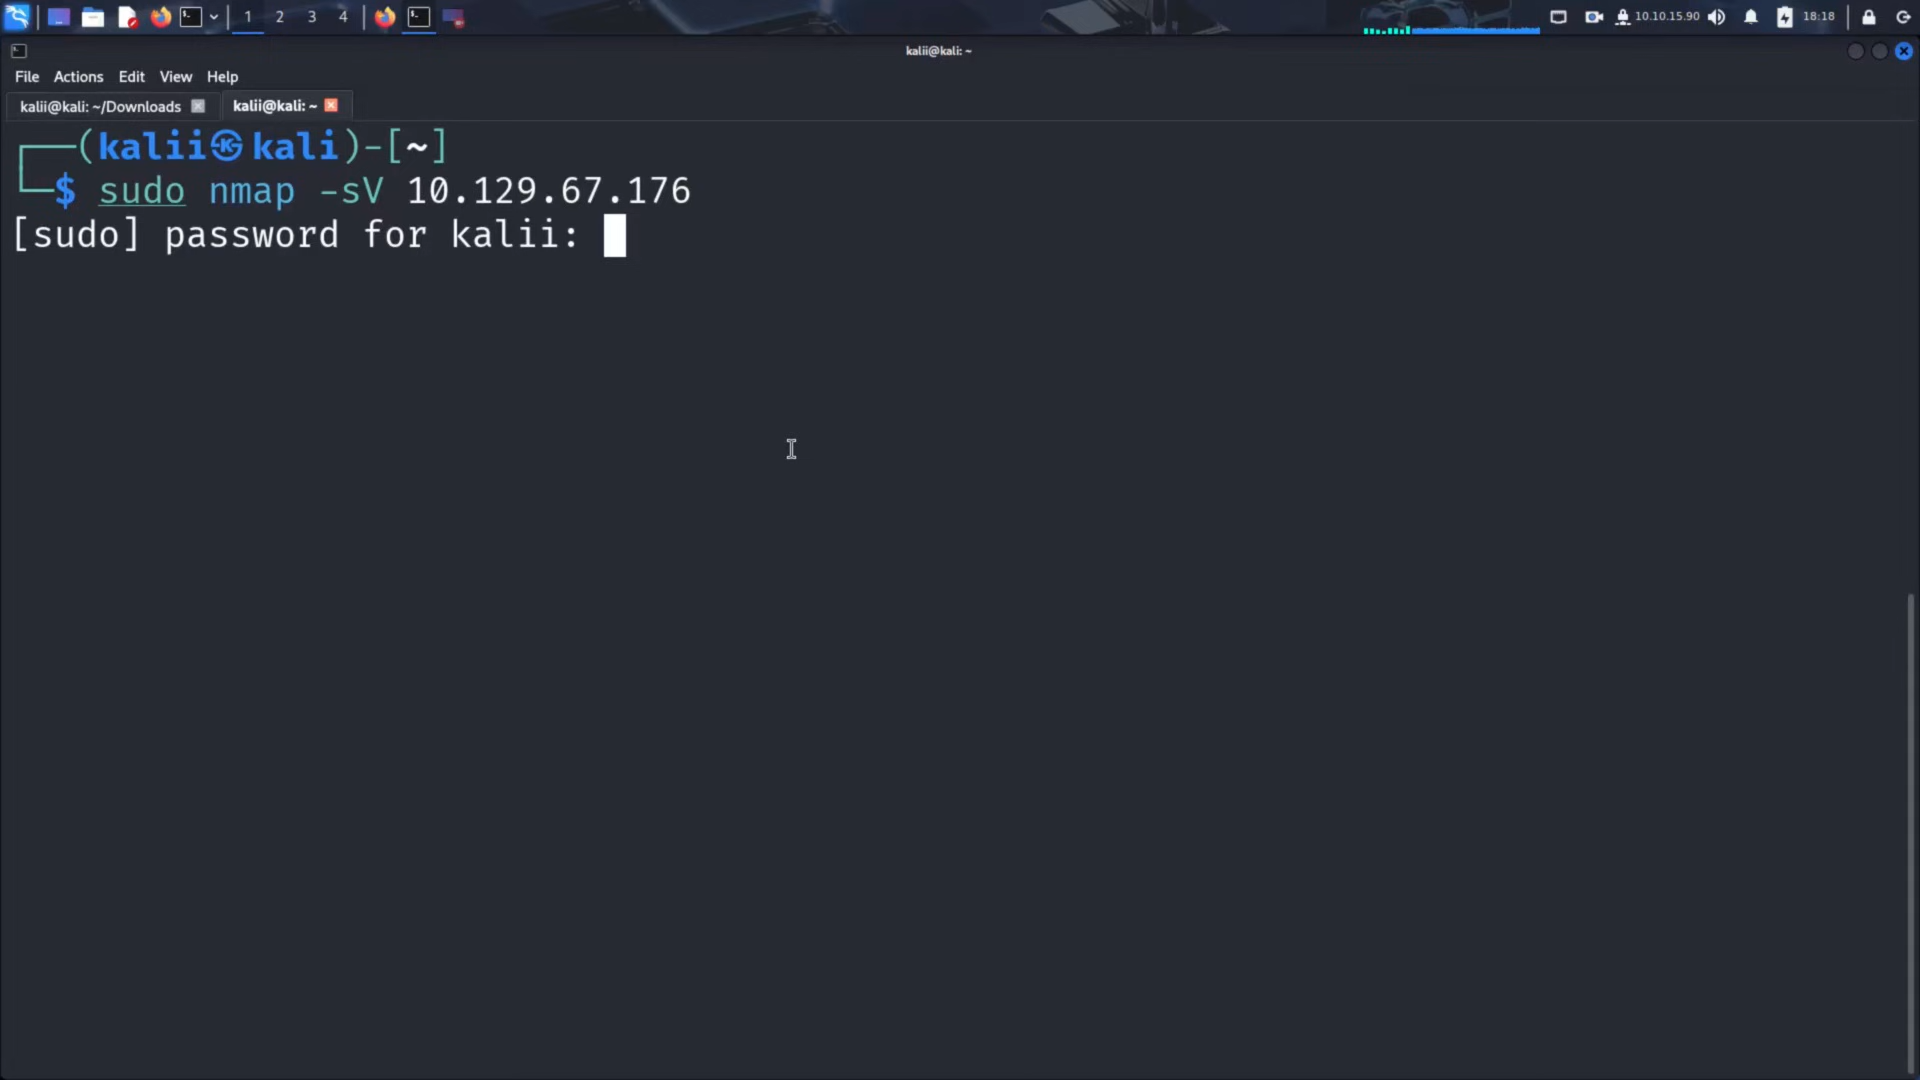 1 2 3 4
10.10.15.90
18:18
kalii@kali: ~
File Actions Edit View Help
kalii@kali: ~/Downloads
kalii@kali: ~
┌──(kalii㉿kali)-[~]
└─$ sudo nmap -sV 10.129.67.176
[sudo] password for kalii: